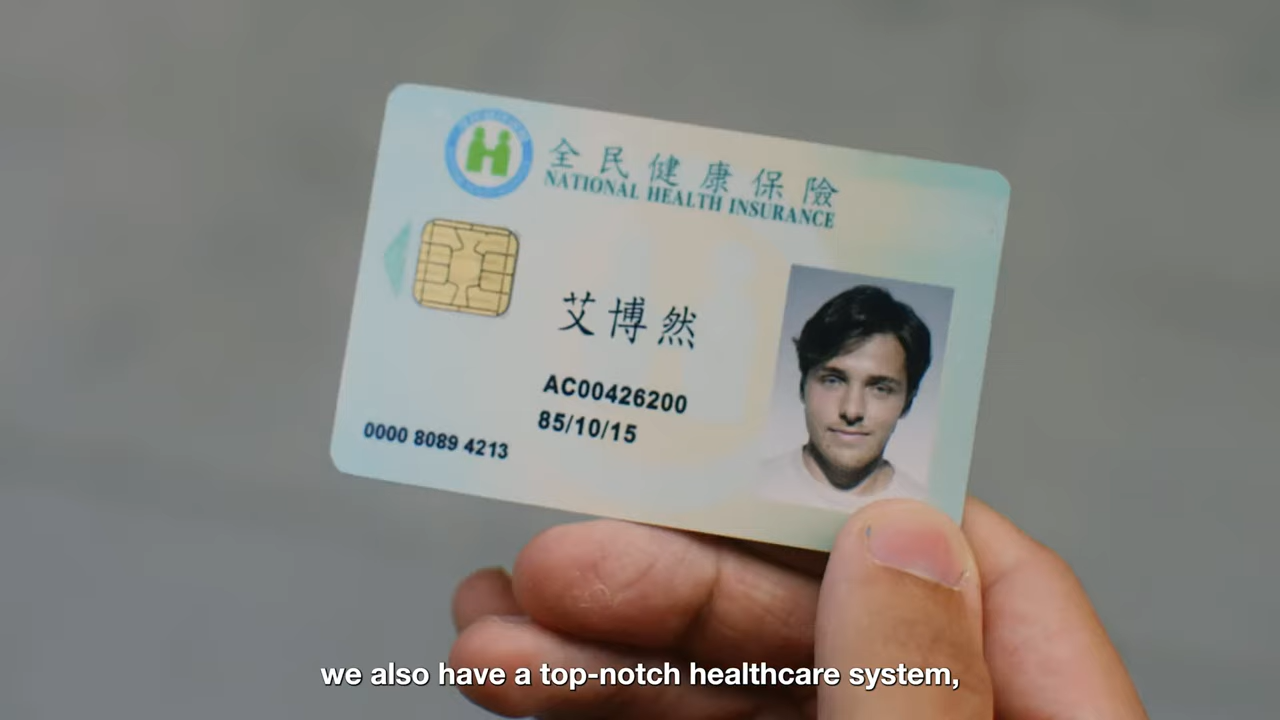 全民健康保險
NATIONAL HEALTH INSURANCE
艾博然
AC00426200
85/10/15
0000 8089 4213
we also have a top-notch healthcare system,